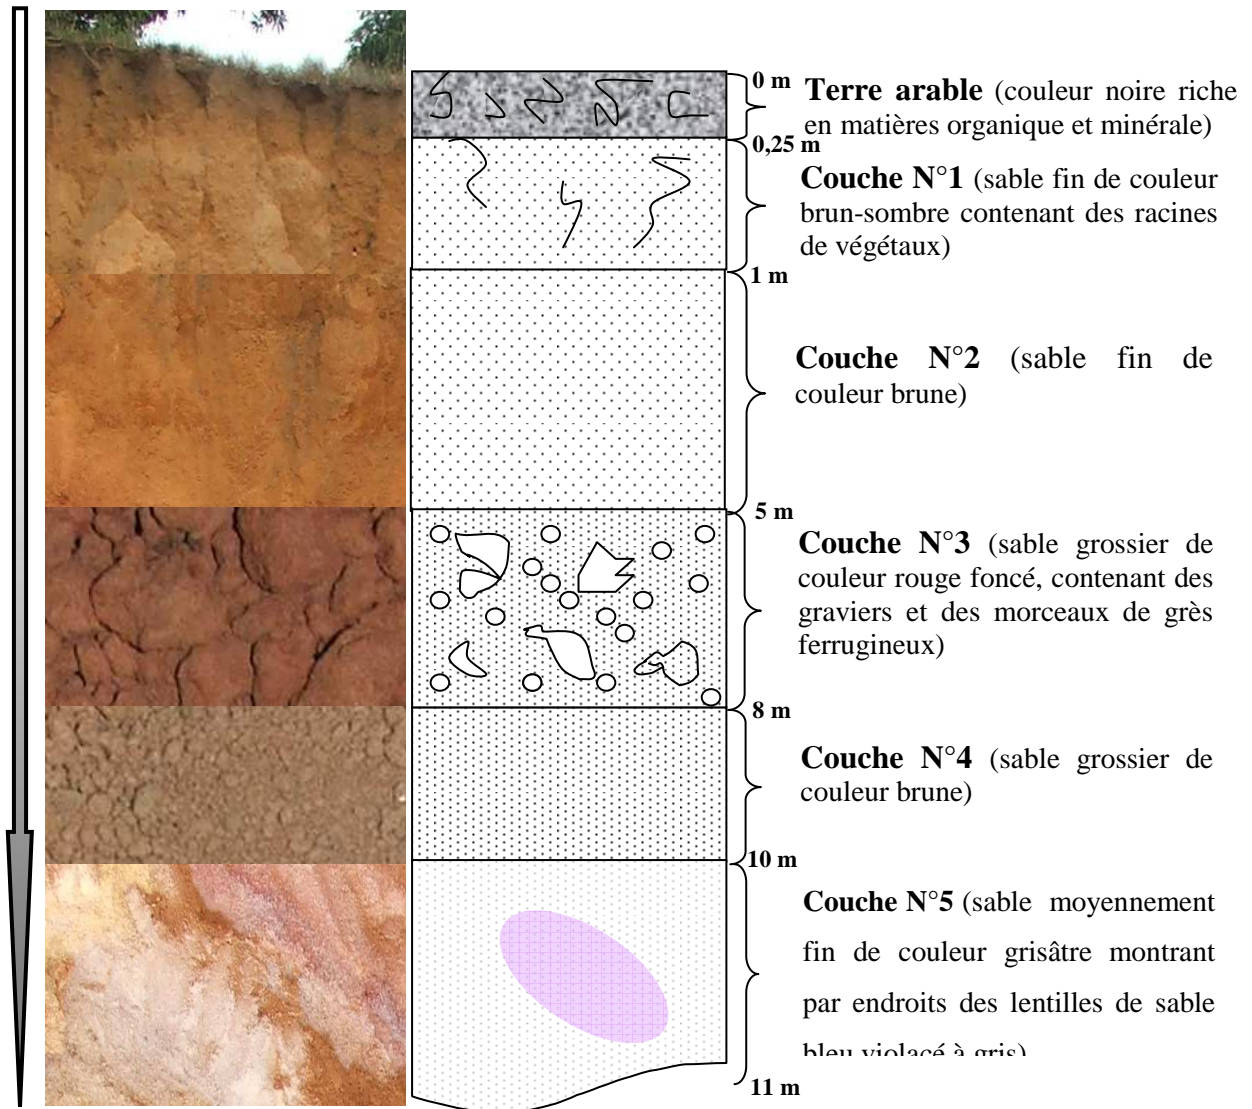 0 m
Terre arable (couleur noire riche
en matières organique et minérale)
0,25 m
Couche N°1 (sable fin de couleur
brun-sombre contenant des racines
de végétaux)
1 m
Couche N°2 (sable fin de
couleur brune)
5 m
Couche N°3 (sable grossier de
couleur rouge foncé, contenant des
graviers et des morceaux de grès
ferrugineux)
8 m
Couche N°4 (sable grossier de
couleur brune)
10 m
Couche N°5 (sable moyennement
fin de couleur grisâtre montrant
par endroits des lentilles de sable
bleu violacé à gris)
11 m